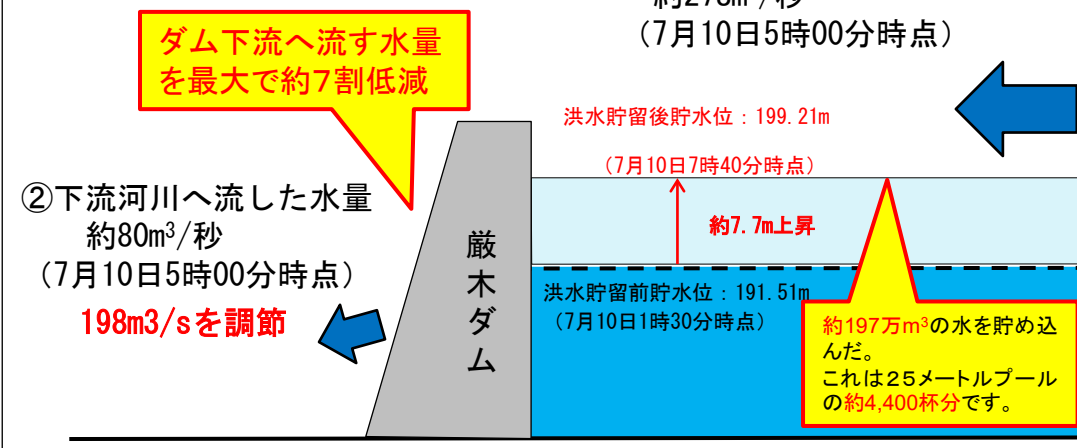 約278m³/秒
(7月10日5時00分時点)
ダム下流へ流す水量
を最大で約7割低減
洪水貯留後貯水位：199.21m
(7月10日7時40分時点)
②下流河川へ流した水量
約80m³/秒
(7月10日5時00分時点)
198m3/sを調節
厳木ダム
約7.7m上昇
洪水貯留前貯水位：191.51m
(7月10日1時30分時点)
約197万m³の水を貯め込
んだ。
これは25メートルプール
の約4,400杯分です。